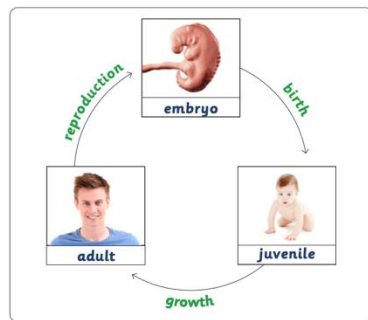 embryo
reproduction
birth
adult
juvenile
growth